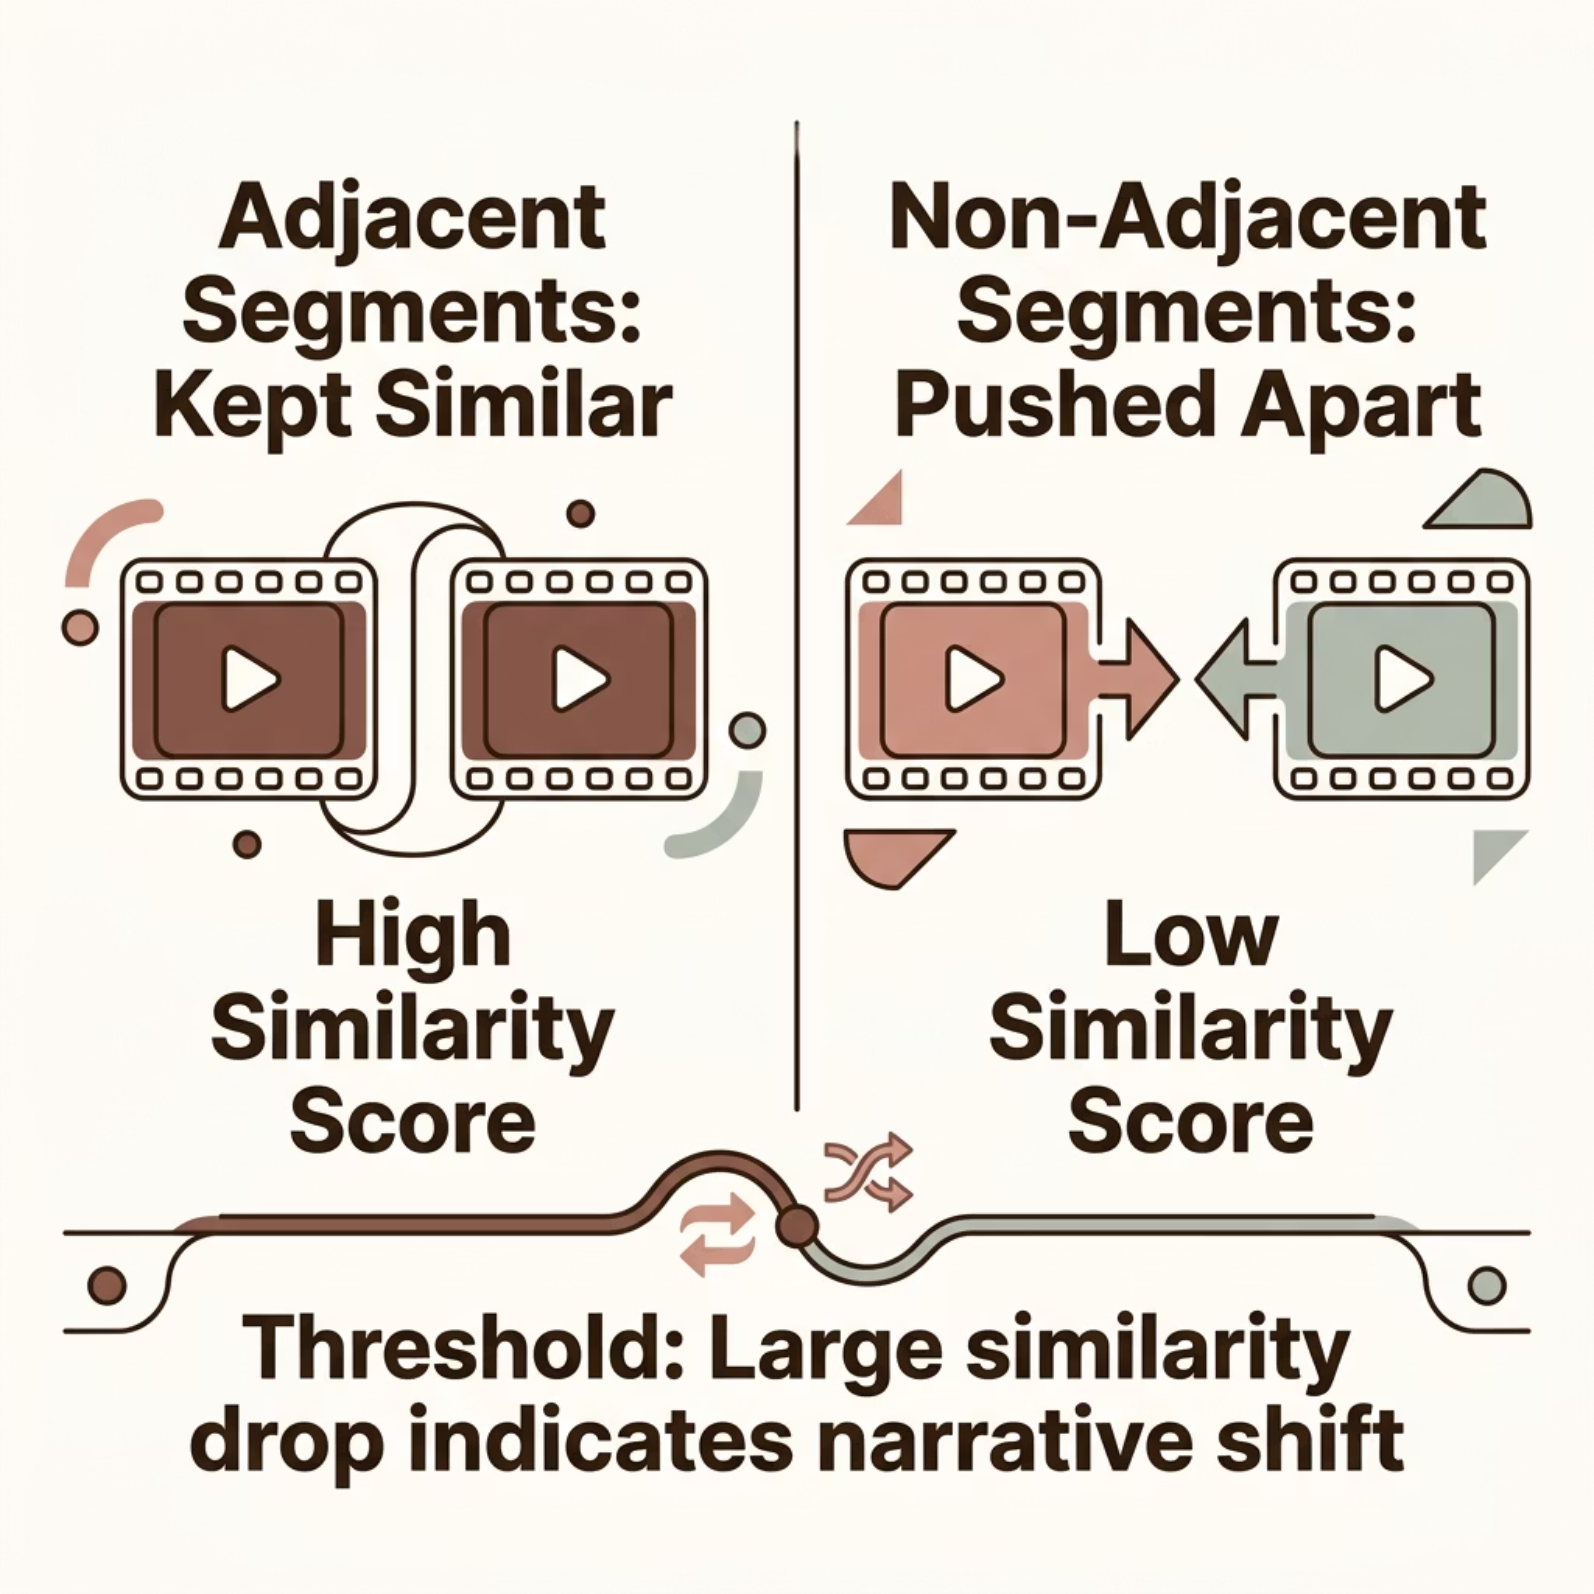 Adjacent
Segments:
Kept Similar
High
Similarity
Score
Non-Adjacent
Segments:
Pushed Apart
Low
Similarity
Score
Threshold: Large similarity
drop indicates narrative shift